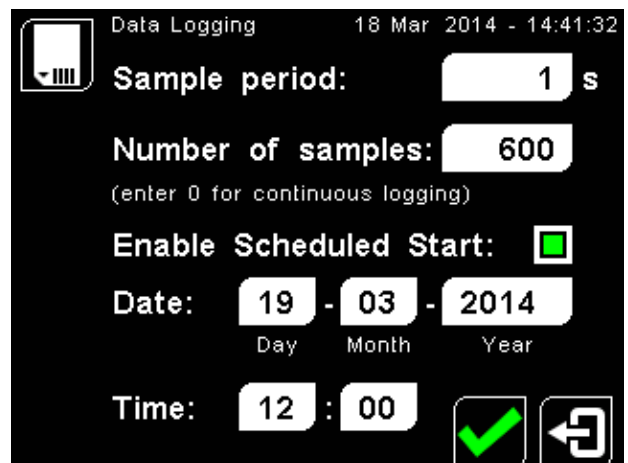 Data Logging 18 Mar 2014 - 14:41:32
Sample period: 1 s
Number of samples: 600
(enter 0 for continuous logging)
Enable Scheduled Start:
Date: 19 - 03 - 2014
Day Month Year
Time: 12 : 00